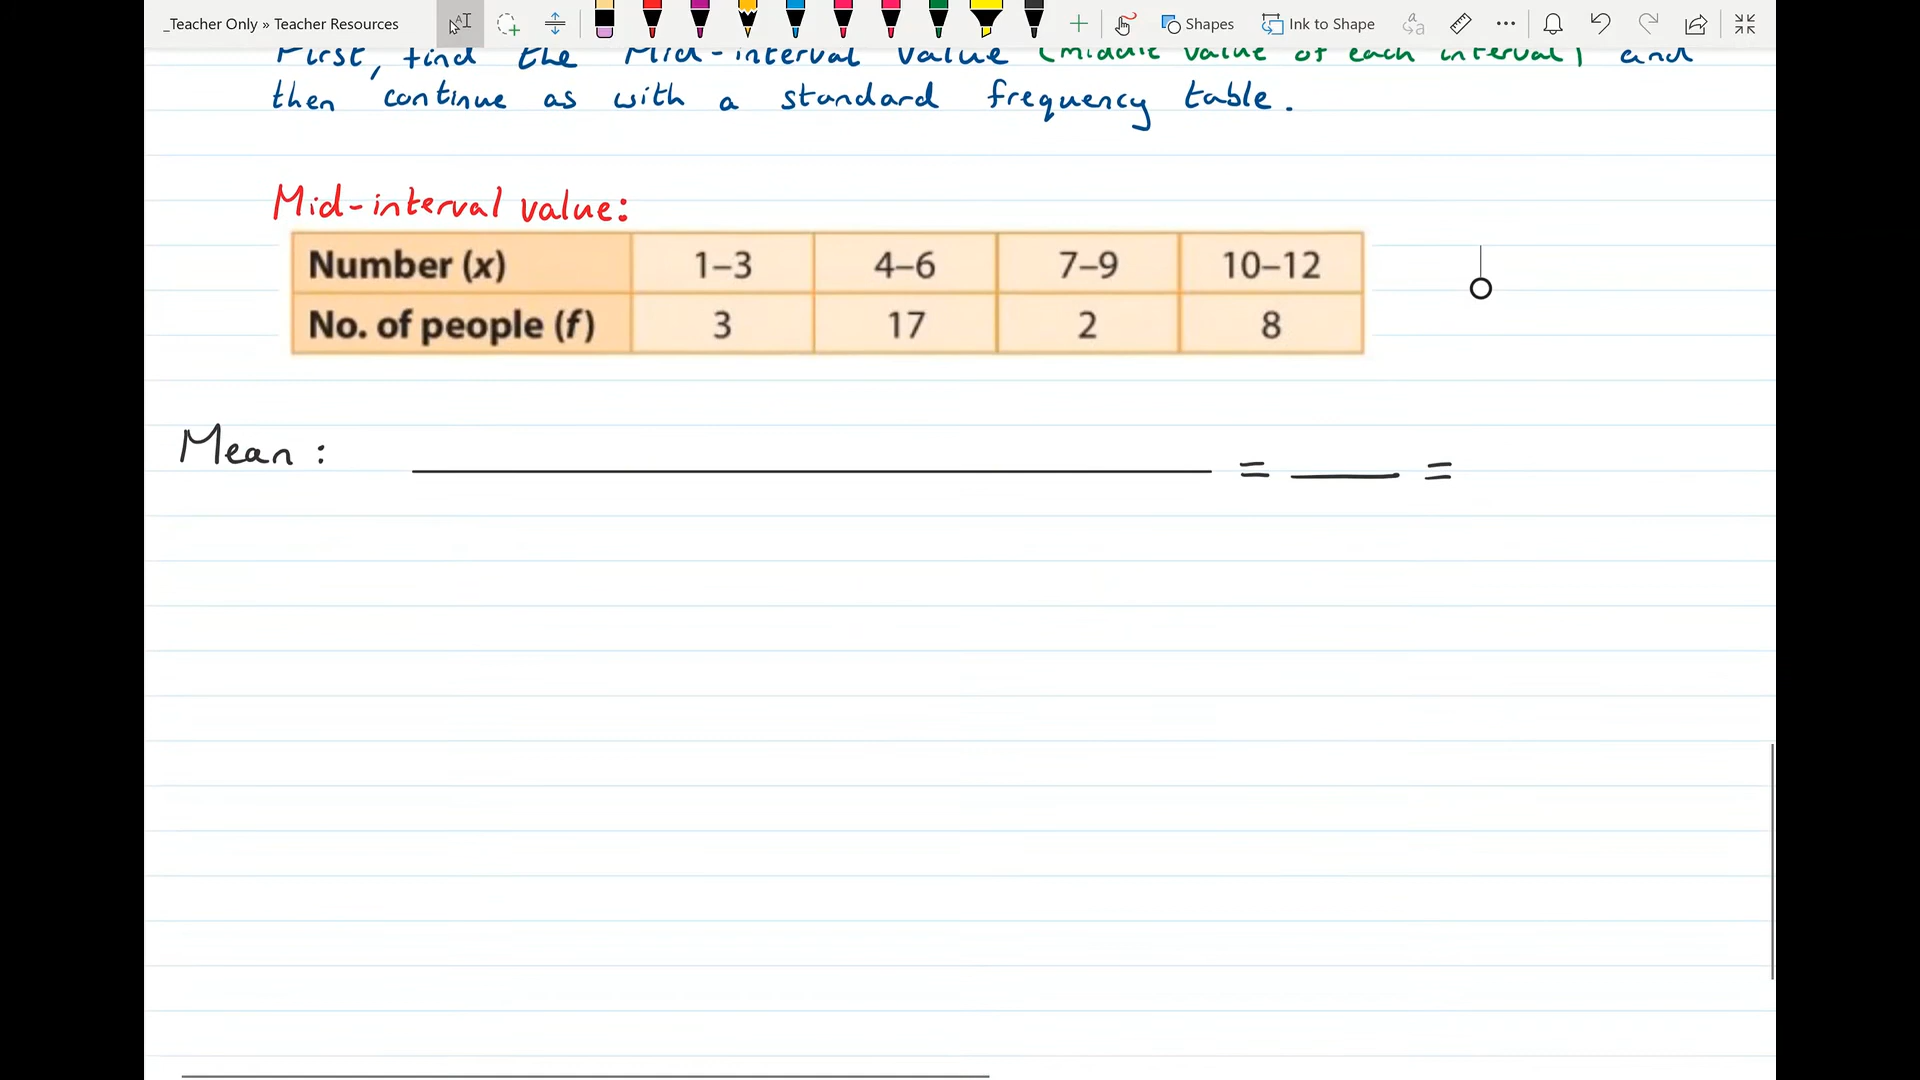 _Teacher Only » Teacher Resources
Shapes
Ink to Shape
First, find the Mid-interval Value (Middle value of each interval) and
then continue as with a standard frequency table.
Mid-interval value:
Number (x) 1–3 4–6 7–9 10–12
No. of people (f) 3 17 2 8
Mean : = =